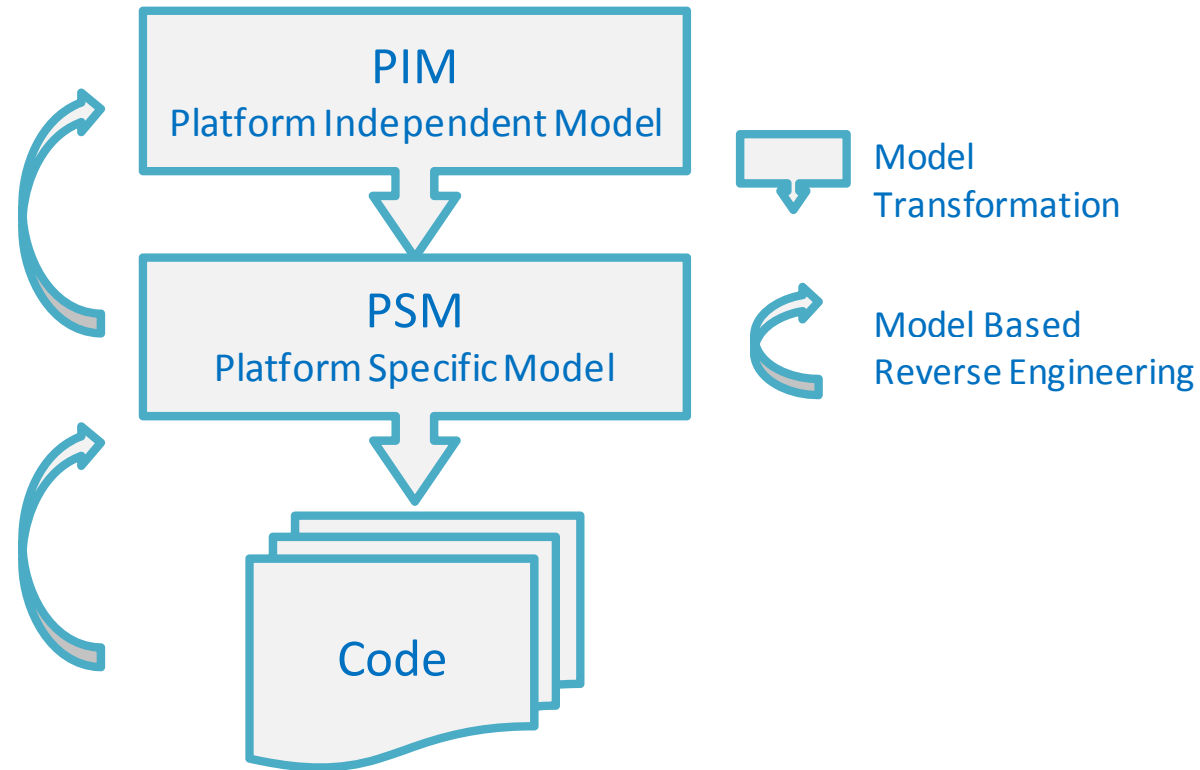 PIM
Platform Independent Model
Model
Transformation
PSM
Platform Specific Model
Model Based
Reverse Engineering
Code